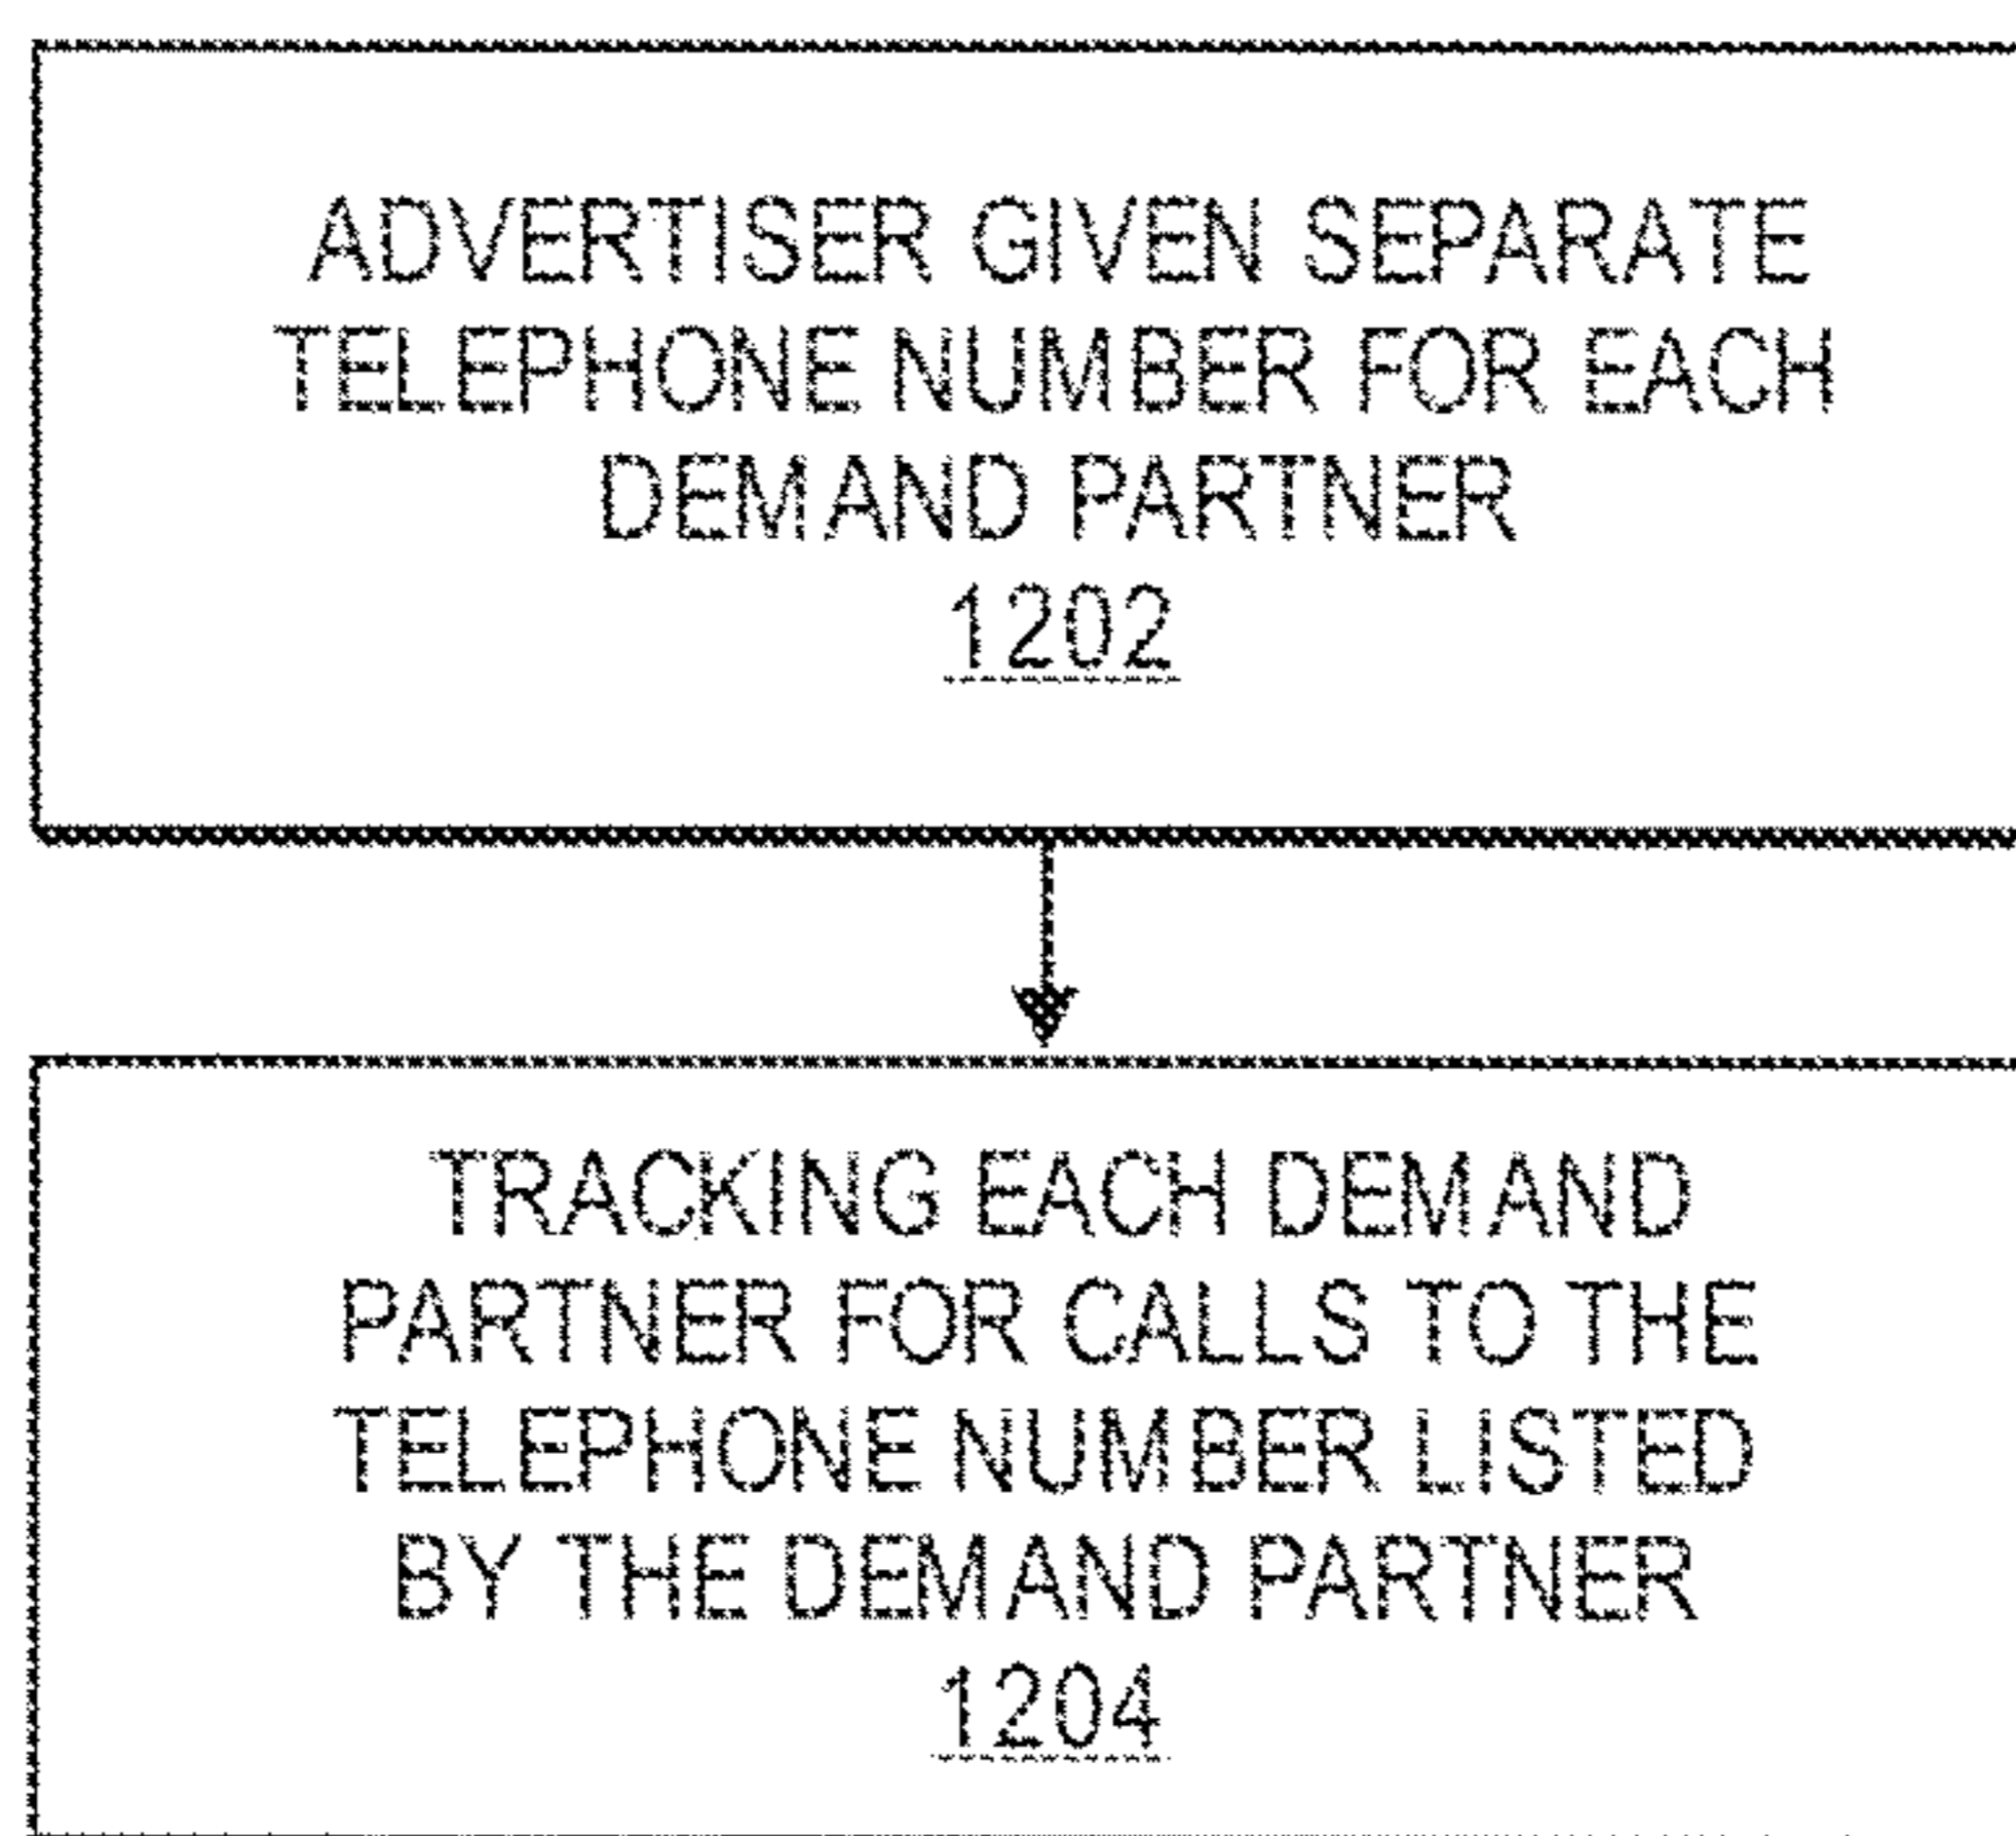 ADVERTISER GIVEN SEPARATE
TELEPHONE NUMBER FOR EACH
DEMAND PARTNER
1202
TRACKING EACH DEMAND
PARTNER FOR CALLS TO THE
TELEPHONE NUMBER LISTED
BY THE DEMAND PARTNER
1204